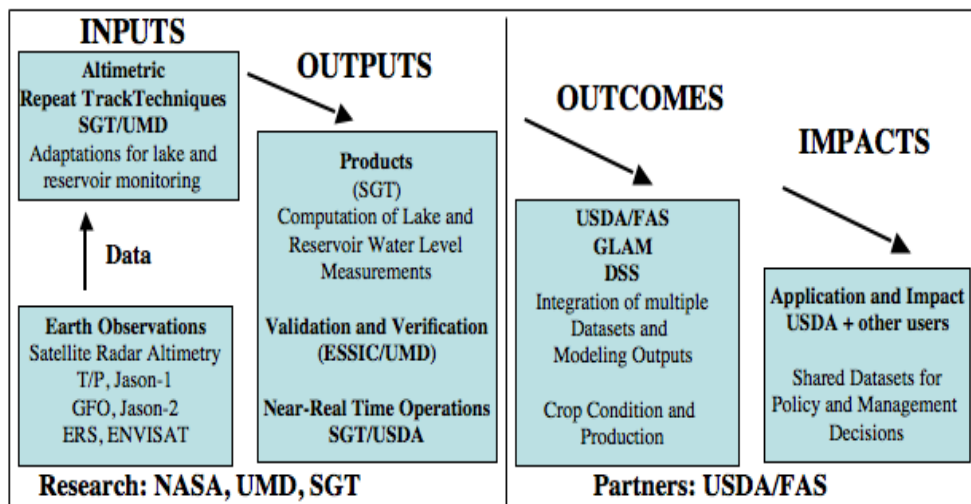 INPUTS
Altimetric
Repeat TrackTechniques
SGT/UMD
Adaptations for lake and
reservoir monitoring
Data
Earth Observations
Satellite Radar Altimetry
T/P, Jason-1
GFO, Jason-2
ERS, ENVISAT
OUTPUTS
Products
(SGT)
Computation of Lake and
Reservoir Water Level
Measurements
Validation and Verification
(ESSIC/UMD)
Near-Real Time Operations
SGT/USDA
Research: NASA, UMD, SGT
OUTCOMES
USDA/FAS
GLAM
DSS
Integration of multiple
Datasets and
Modeling Outputs
Crop Condition and
Production
IMPACTS
Application and Impact
USDA + other users
Shared Datasets for
Policy and Management
Decisions
Partners: USDA/FAS